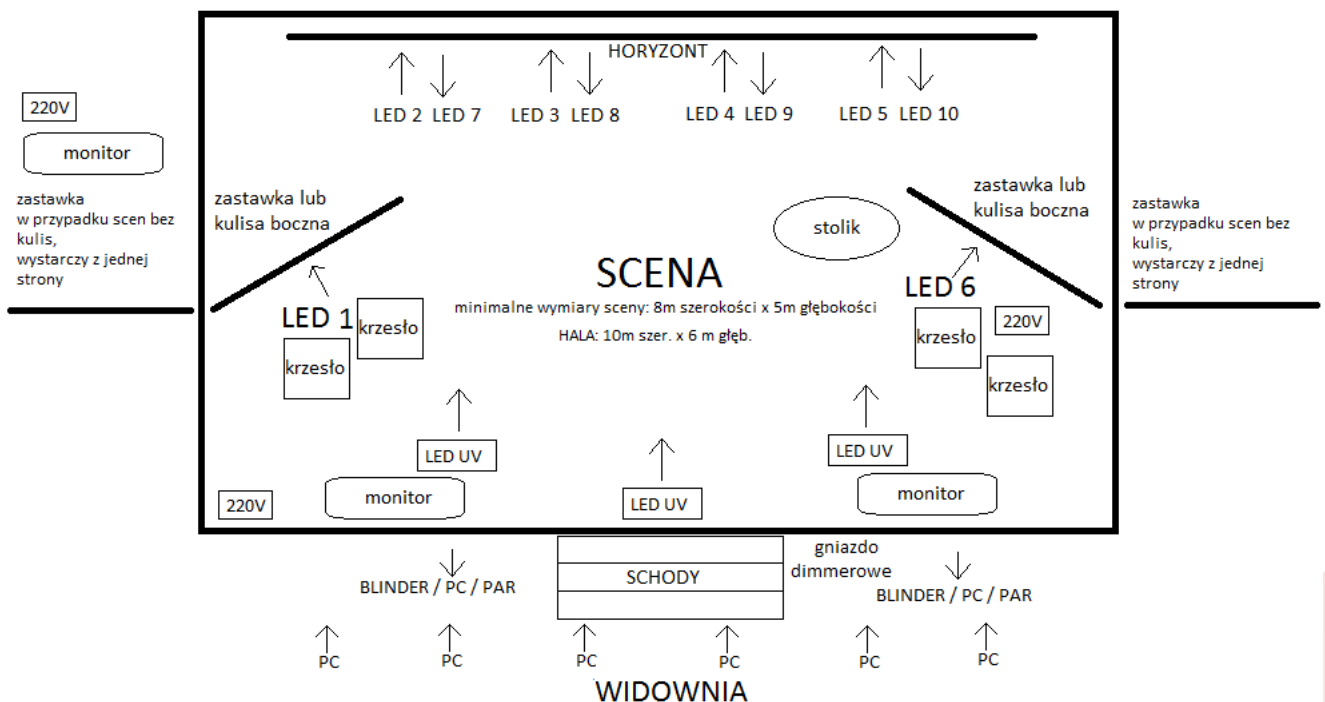 HORYZONT
LED 2 LED 7 LED 3 LED 8 LED 4 LED 9 LED 5 LED 10
220V
monitor
zastawka
w przypadku scen bez
kulis,
wystarczy z jednej
strony
zastawka lub
kulisa boczna
stolik
zastawka lub
kulisa boczna
zastawka
w przypadku scen bez
kulis,
wystarczy z jednej
strony
SCENA
minimalne wymiary sceny: 8m szerokości x 5m głębokości
HALA: 10m szer. x 6 m głęb.
LED 1
krzesło
krzesło
LED 6
krzesło
220V
krzesło
LED UV
LED UV
LED UV
220V
monitor
monitor
gniazdo
dimmerowe
BLINDER / PC / PAR
SCHODY
BLINDER / PC / PAR
PC PC PC PC PC PC
WIDOWNIA